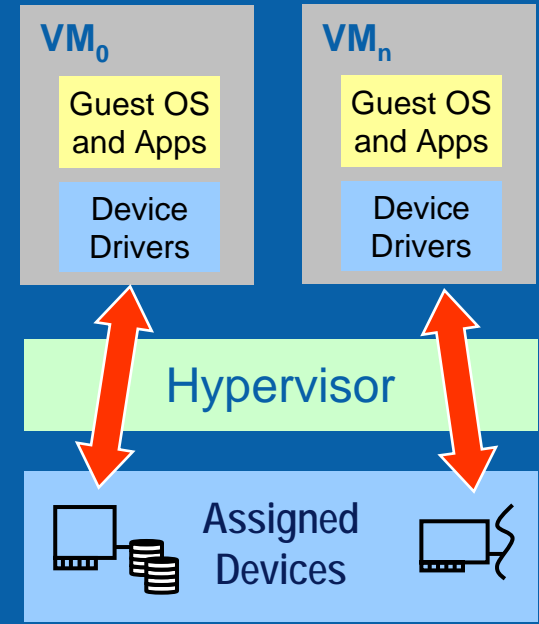 VM0
Guest OS
and Apps
Device
Drivers
VMn
Guest OS
and Apps
Device
Drivers
Hypervisor
Assigned
Devices